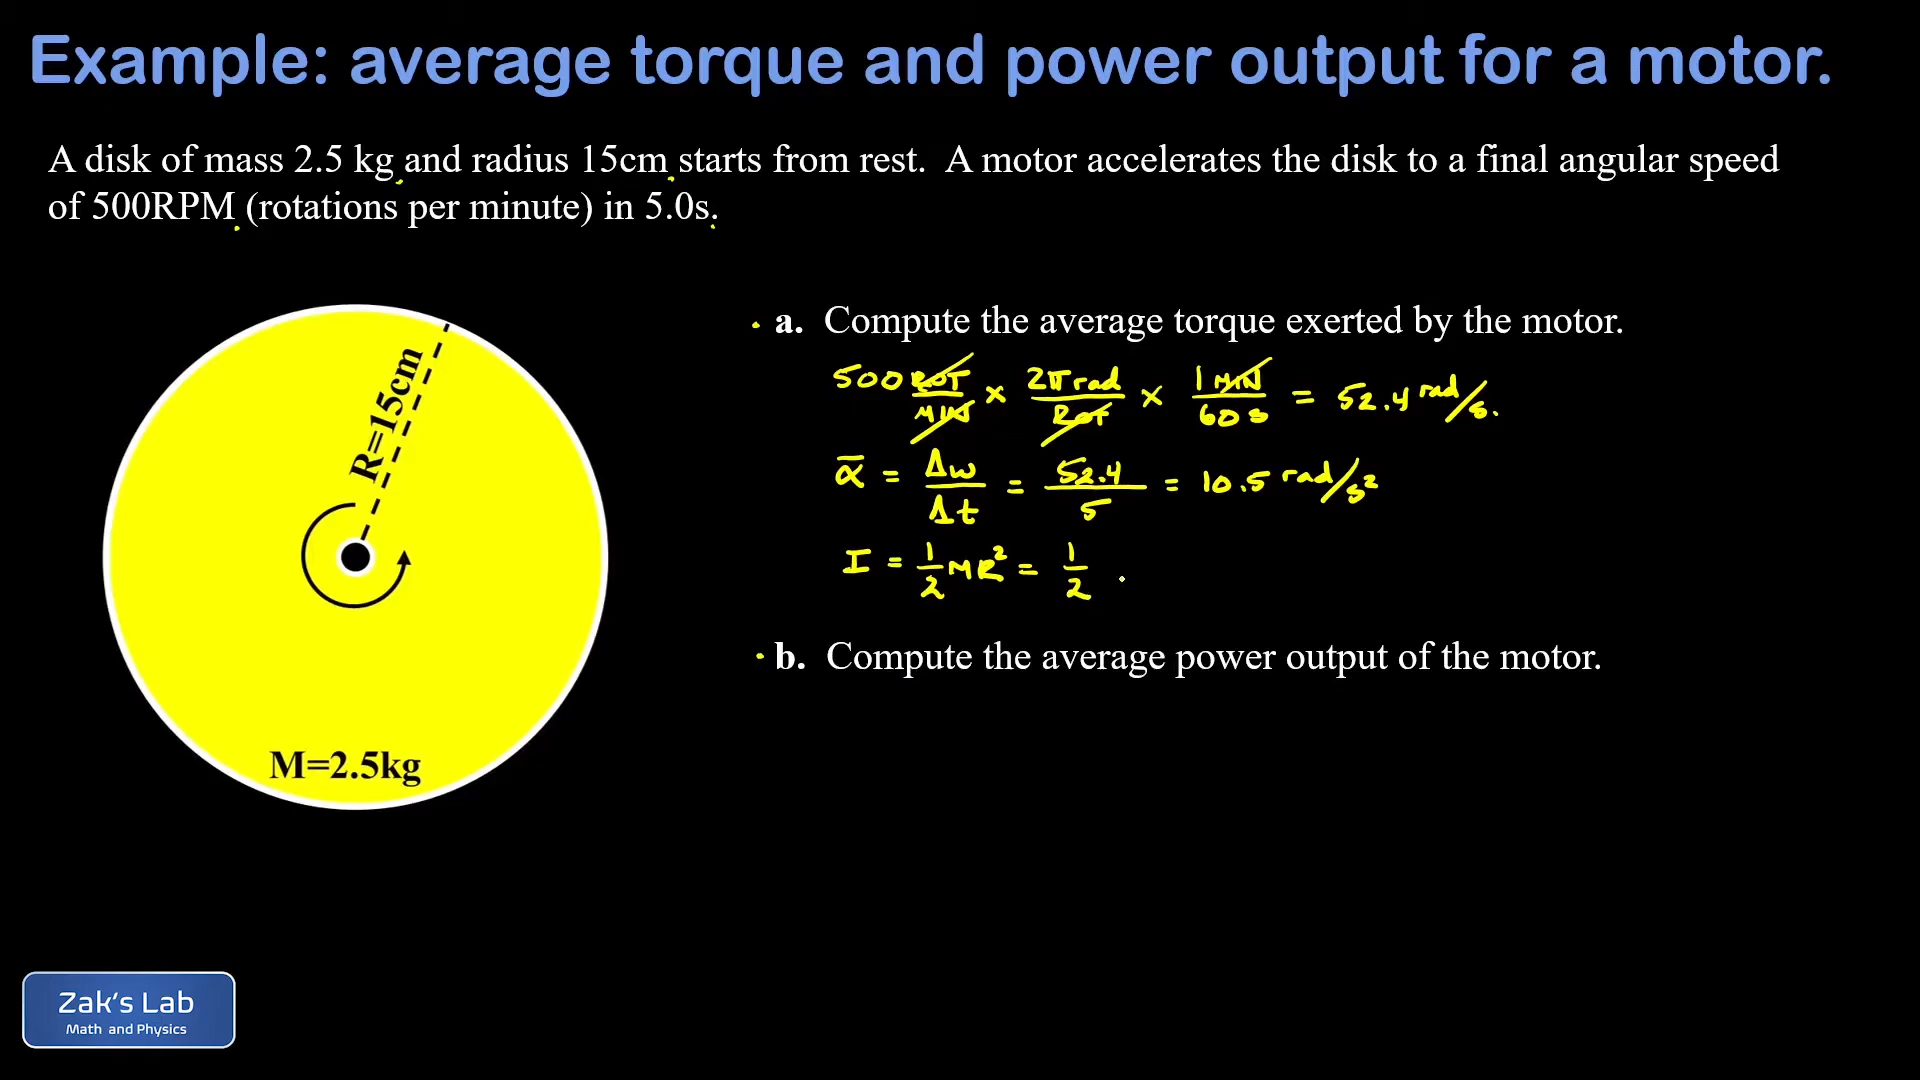 Example: average torque and power output for a motor.
A disk of mass 2.5 kg and radius 15cm starts from rest. A motor accelerates the disk to a final angular speed
of 500RPM (rotations per minute) in 5.0s.
a. Compute the average torque exerted by the motor.
500 ROT/MIN × 2π rad/ROT × 1 MIN/60 s = 52.4 rad/s.
ᾱ = Δω/Δt = 52.4/5 = 10.5 rad/s²
I = 1/2 MR² = 1/2
b. Compute the average power output of the motor.
R=15cm
M=2.5kg
Zak's Lab
Math and Physics